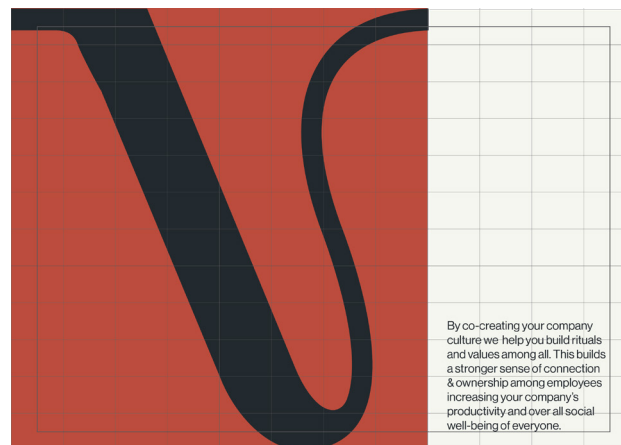 By co-creating your company
culture we help you build rituals
and values among all. This builds
a stronger sense of connection
& ownership among employees
increasing your company's
productivity and over all social
well-being of everyone.